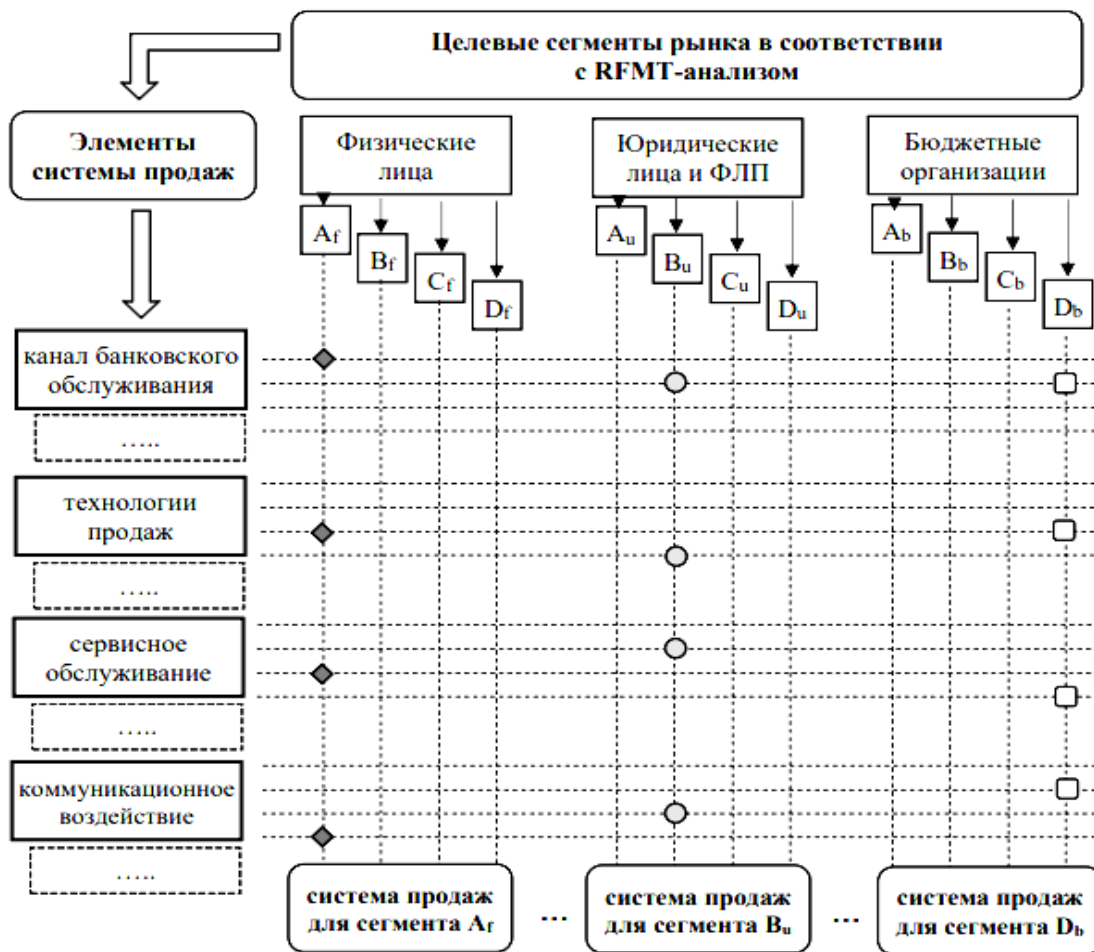 Целевые сегменты рынка в соответствии
с RFMT-анализом
Элементы
системы продаж
Физические
лица
Юридические
лица и ФЛП
Бюджетные
организации
Af
Bf
Cf
Df
Au
Bu
Cu
Du
Ab
Bb
Cb
Db
канал банковского
обслуживания
…..
технологии
продаж
…..
сервисное
обслуживание
…..
коммуникационное
воздействие
…..
система продаж
для сегмента Af
...
система продаж
для сегмента Bu
...
система продаж
для сегмента Db